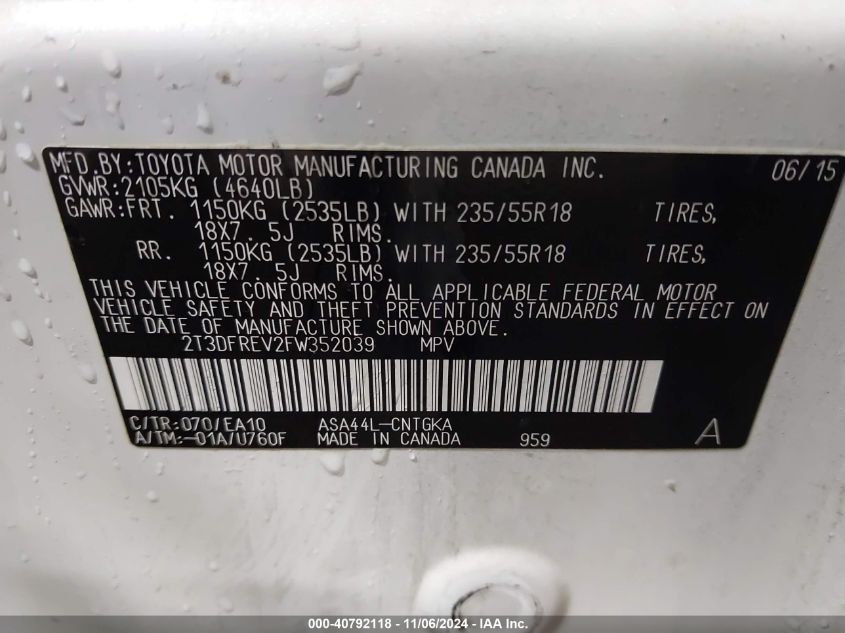 MFD.BY:TOYOTA MOTOR MANUFACTURING CANADA INC. 06/15
GVWR:2105KG (4640LB)
GAWR:FRT. 1150KG (2535LB) WITH 235/55R18 TIRES,
18X7.5J RIMS.
RR. 1150KG (2535LB) WITH 235/55R18 TIRES,
18X7.5J RIMS.
THIS VEHICLE CONFORMS TO ALL APPLICABLE FEDERAL MOTOR
VEHICLE SAFETY AND THEFT PREVENTION STANDARDS IN EFFECT ON
THE DATE OF MANUFACTURE SHOWN ABOVE.
2T3DFREV2FW352039 MPV
C/TR:070/EA10 ASA44L-CNTGKA
A/TM:-01A/U760F MADE IN CANADA 959 A
000-40792118 - 11/06/2024 - IAA Inc.